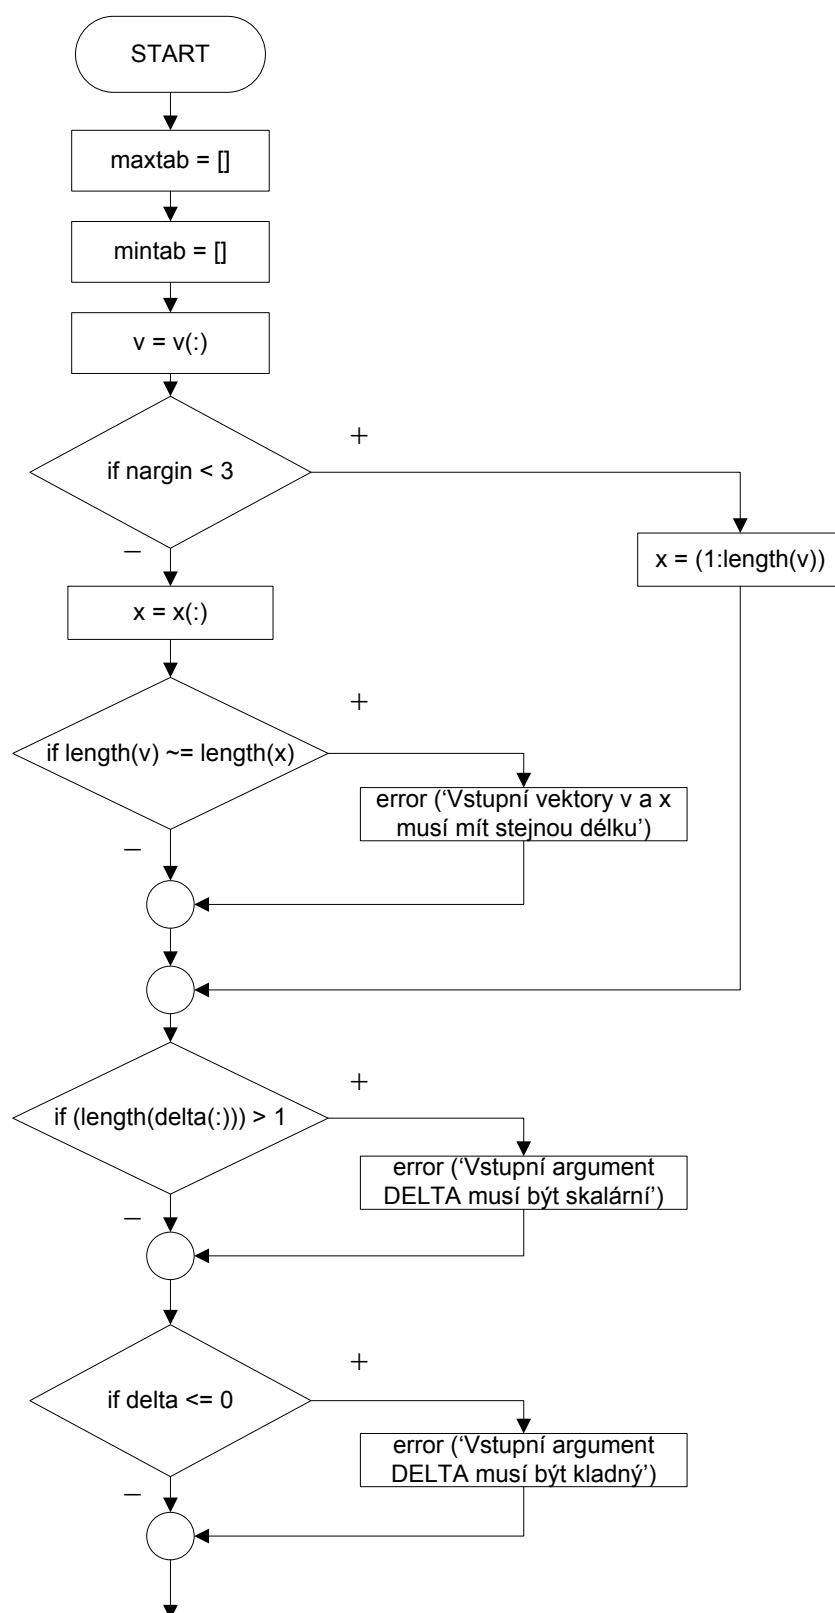 START
maxtab = []
mintab = []
v = v(:)
+
if nargin < 3
–
x = (1:length(v))
x = x(:)
+
if length(v) ~= length(x)
error (‘Vstupní vektory v a x
musí mít stejnou délku’)
–
+
if (length(delta(:))) > 1
error (‘Vstupní argument
DELTA musí být skalární’)
–
+
if delta <= 0
error (‘Vstupní argument
DELTA musí být kladný’)
–